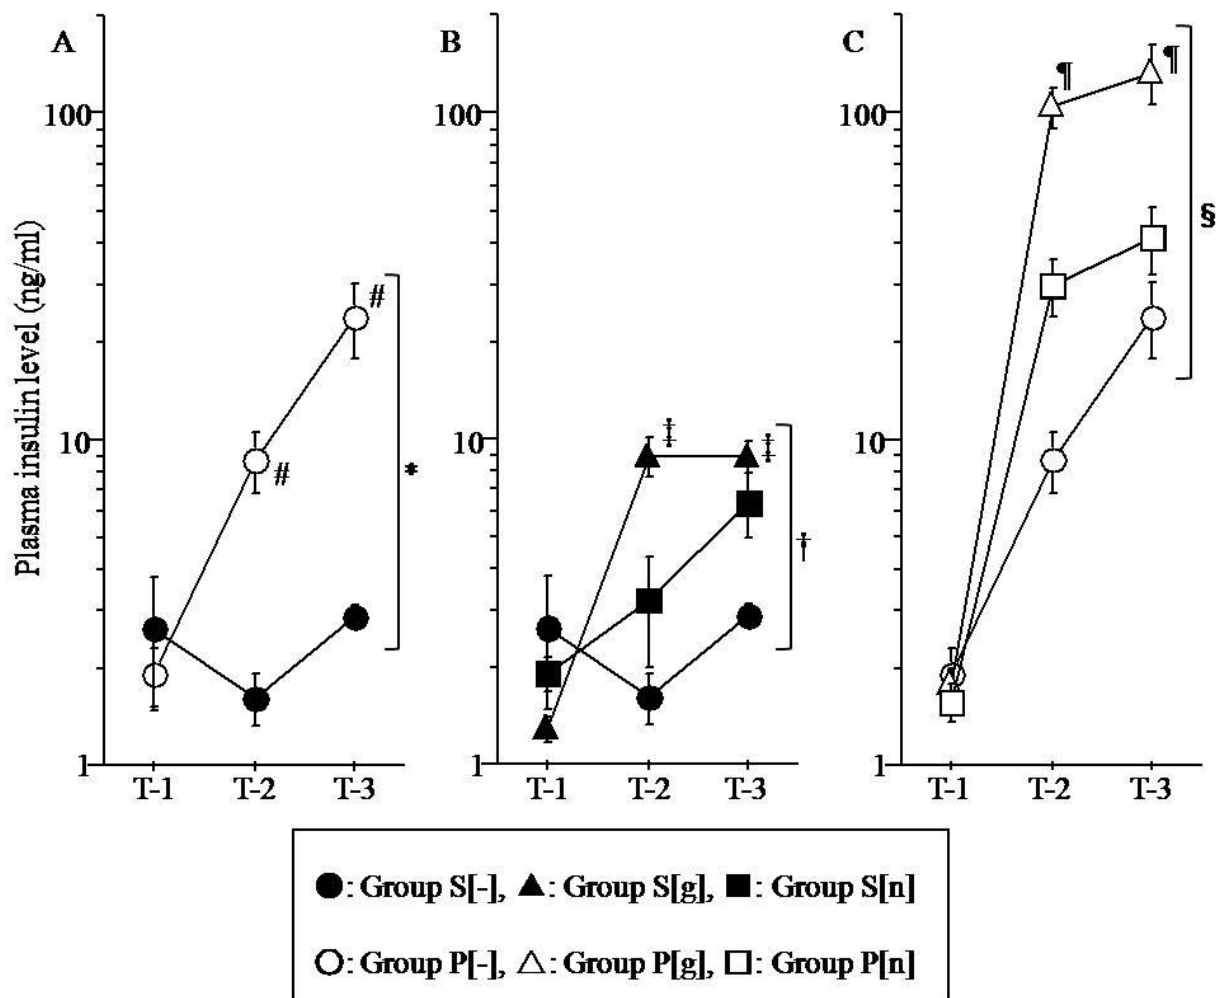 A B C
Plasma insulin level (ng/ml)
100 100 100
10 10 10
1 1 1
# # *
‡ ‡ †
¶ ¶ §
T-1 T-2 T-3 T-1 T-2 T-3 T-1 T-2 T-3
●: Group S[-], ▲: Group S[g], ■: Group S[n]
○: Group P[-], △: Group P[g], □: Group P[n]